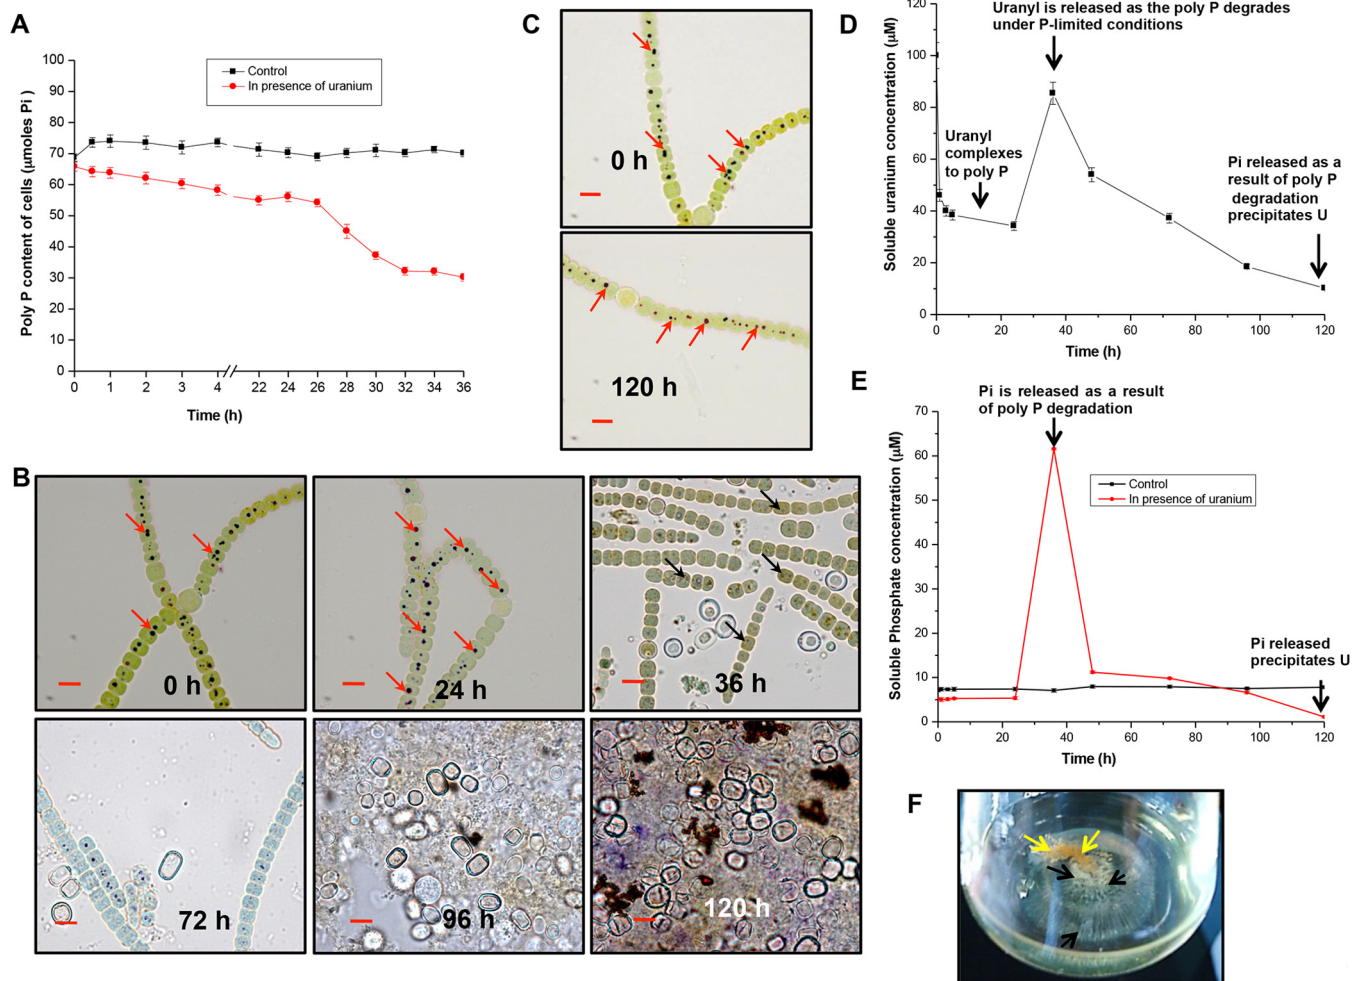 A
Poly P content of cells (µmoles Pi )
100
90
80
70
60
50
40
30
20
10
0
Control
In presence of uranium
0 1 2 3 4 22 24 26 28 30 32 34 36
Time (h)
C
0 h
120 h
D
Uranyl is released as the poly P degrades
under P-limited conditions
Soluble uranium concentration (µM)
120
100
80
60
40
20
0
Uranyl
complexes
to poly P
Pi released as a
result of poly P
degradation
precipitates U
0 20 40 60 80 100 120
Time (h)
B
0 h
24 h
36 h
72 h
96 h
120 h
E
Pi is released as a result
of poly P degradation
Soluble Phosphate concentration (µM)
70
60
50
40
30
20
10
0
Control
In presence of uranium
Pi released
precipitates U
0 20 40 60 80 100 120
Time (h)
F